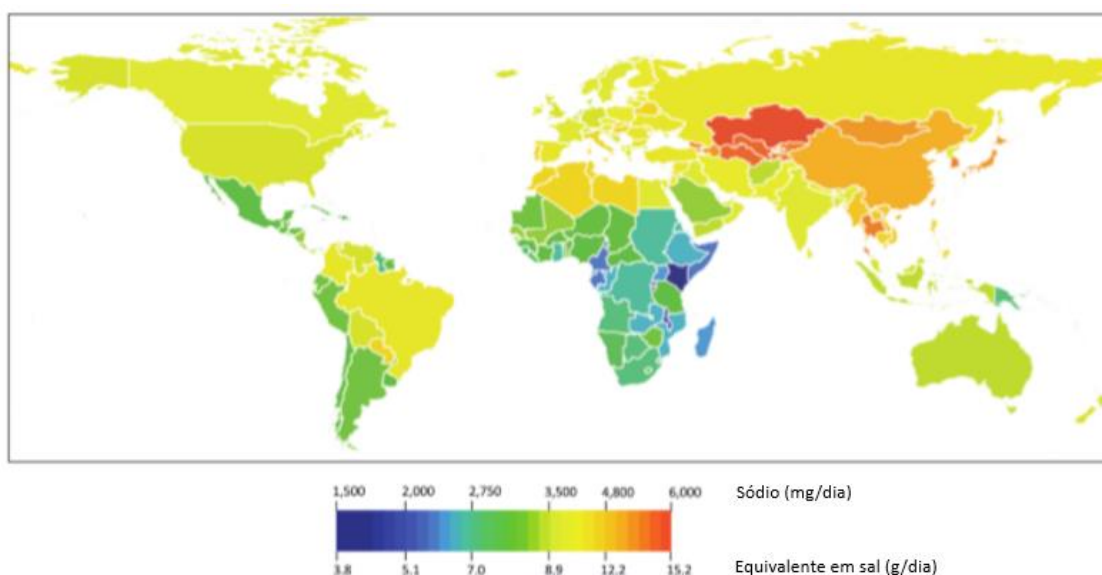 1,500 2,000 2,750 3,500 4,800 6,000 Sódio (mg/dia)
3.8 5.1 7.0 8.9 12.2 15.2 Equivalente em sal (g/dia)